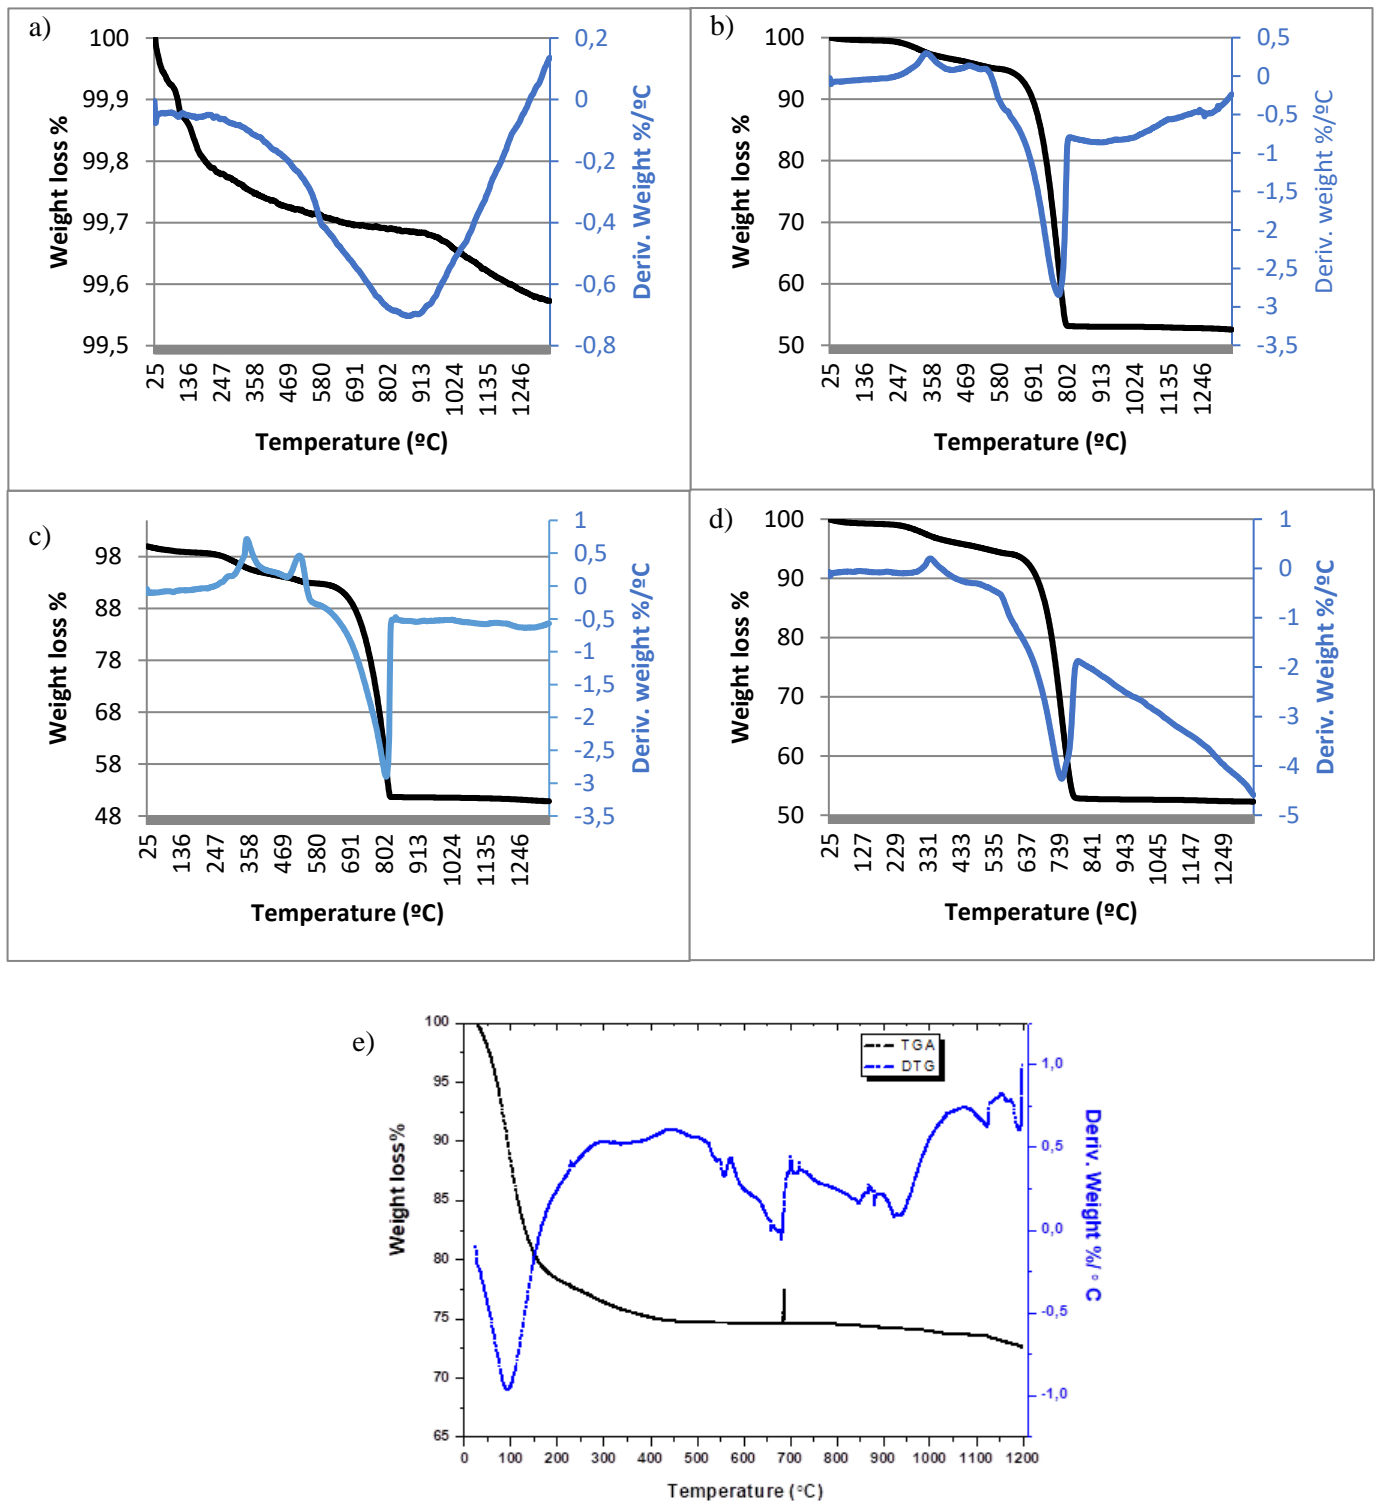 a)
100
99,9
99,8
99,7
99,6
99,5
Weight loss %
0,2
0
-0,2
-0,4
-0,6
-0,8
Deriv. Weight %/ºC
25 136 247 358 469 580 691 802 913 1024 1135 1246
Temperature (ºC)
b)
100
90
80
70
60
50
Weight loss %
0,5
0
-0,5
-1
-1,5
-2
-2,5
-3
-3,5
Deriv. weight %/ºC
25 136 247 358 469 580 691 802 913 1024 1135 1246
Temperature (ºC)
c)
98
88
78
68
58
48
Weight loss %
1
0,5
0
-0,5
-1
-1,5
-2
-2,5
-3
-3,5
Deriv. weight %/ºC
25 136 247 358 469 580 691 802 913 1024 1135 1246
Temperature (ºC)
d)
100
90
80
70
60
50
Weight loss %
1
0
-1
-2
-3
-4
-5
Deriv. Weight %/ºC
25 127 229 331 433 535 637 739 841 943 1045 1147 1249
Temperature (ºC)
e)
100
95
90
85
80
75
70
65
Weight loss%
TGA
DTG
1,0
0,5
0,0
-0,5
-1,0
Deriv. Weight %/ °C
0 100 200 300 400 500 600 700 800 900 1000 1100 1200
Temperature (°C)